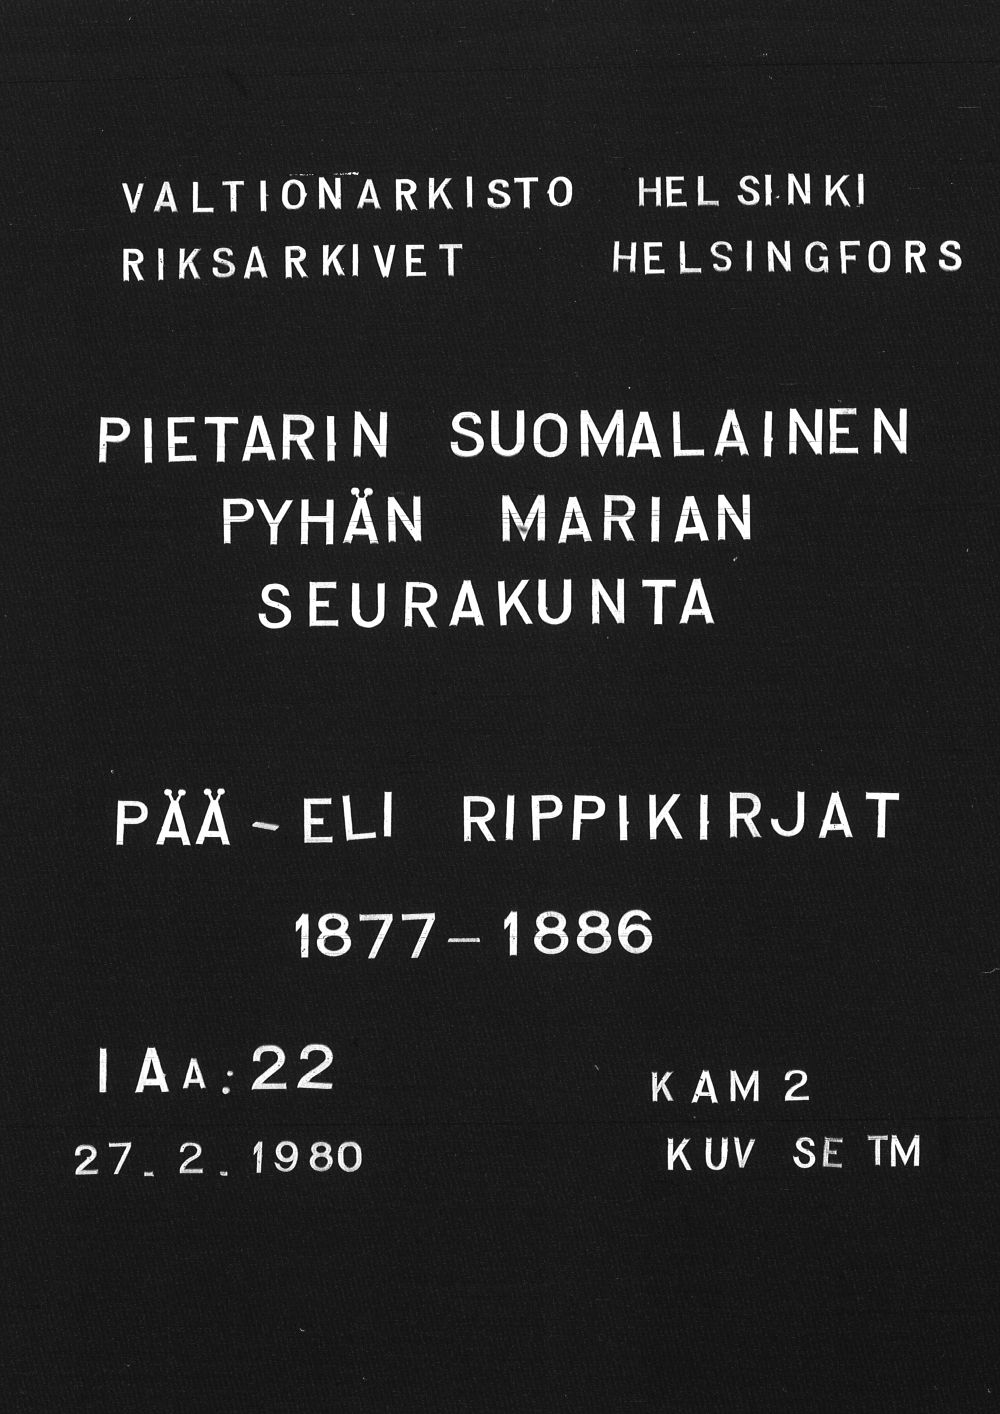 VALTIONARKISTO HELSINKI
RIKSARKIVET HELSINGFORS
PIETARIN SUOMALAINEN
PYHÄN MARIAN
SEURAKUNTA
PÄÄ-ELI RIPPIKIRJAT
1877-1886
I AA:22
KAM 2
27.2.1980
KUV SE TM